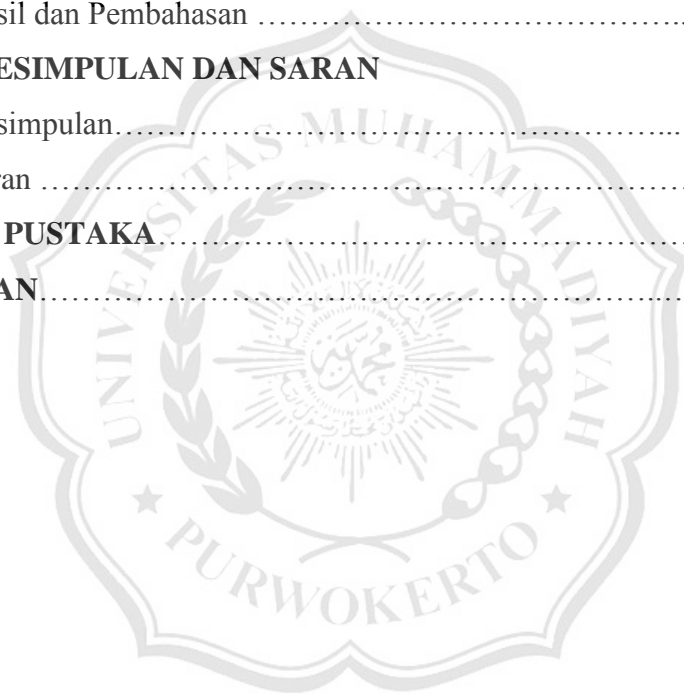 sil dan Pembahasan …………………………………..
ESIMPULAN DAN SARAN
simpulan………………………………………………...
ran …………………………………………………….
PUSTAKA……………………………………………….
AN…………………………………………………...….
UNIVERSITAS MUHAMMADIYAH
PURWOKERTO